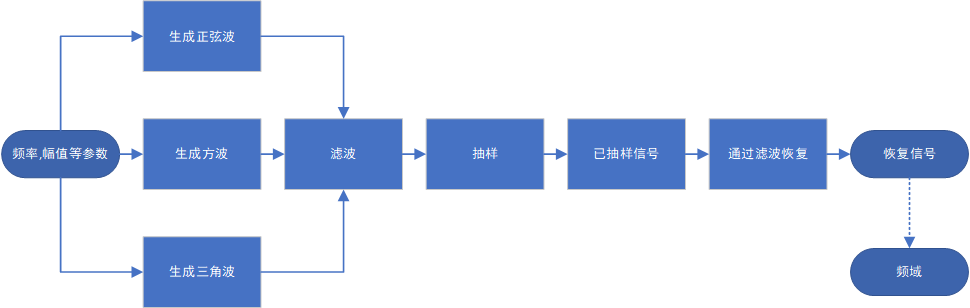 生成正弦波
频率,幅值等参数
生成方波
滤波
抽样
已抽样信号
通过滤波恢复
恢复信号
生成三角波
频域